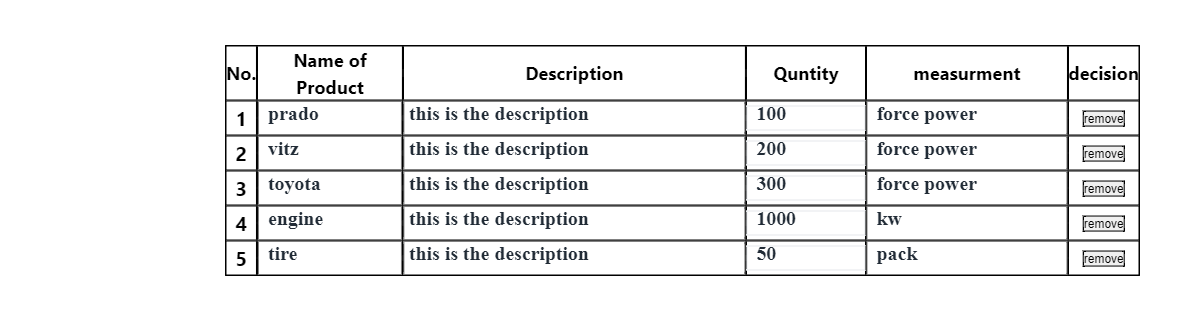 No. Name of Product Description Quntity measurment decision
1 prado this is the description 100 force power remove
2 vitz this is the description 200 force power remove
3 toyota this is the description 300 force power remove
4 engine this is the description 1000 kw remove
5 tire this is the description 50 pack remove